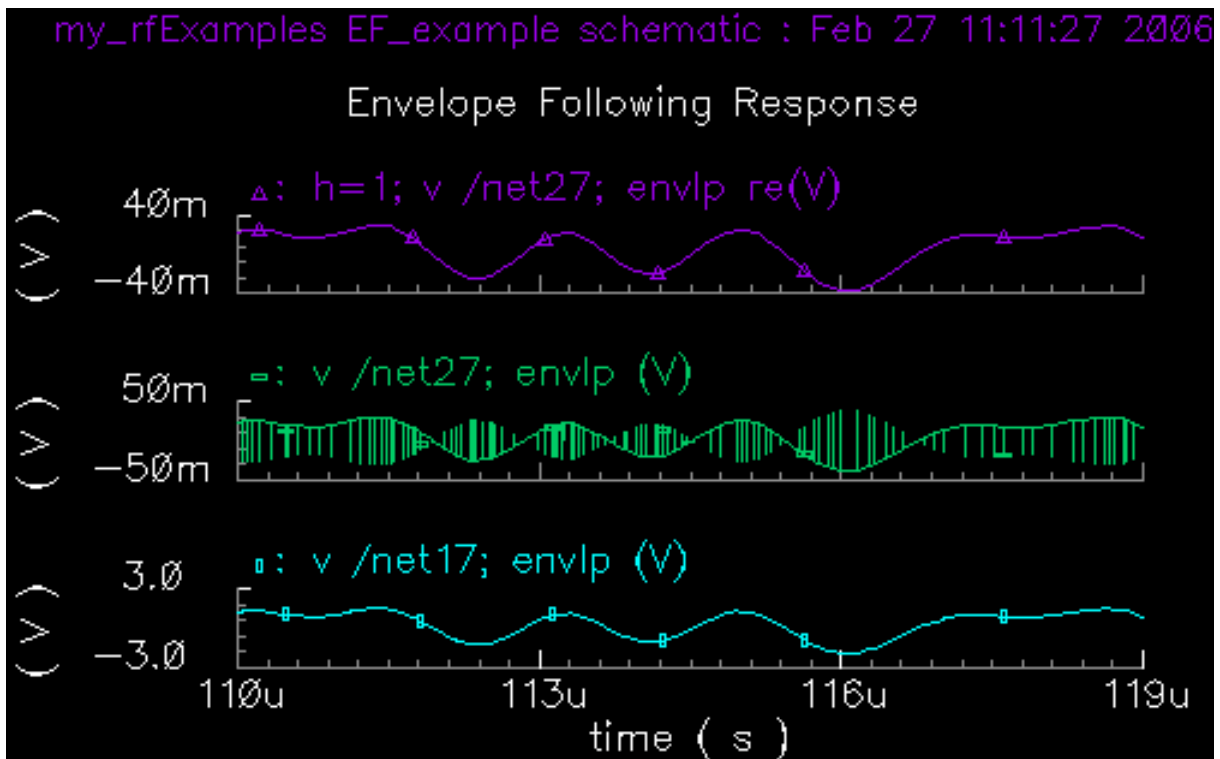 my_rfExamples EF_example schematic : Feb 27 11:11:27 2006
Envelope Following Response
▵: h=1; v /net27; envlp re(V)
40m
(V)
-40m
▭: v /net27; envlp (V)
50m
(V)
-50m
▯: v /net17; envlp (V)
3.0
(V)
-3.0
110u 113u 116u 119u
time ( s )